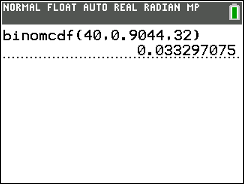 NORMAL FLOAT AUTO REAL RADIAN MP
binomcdf(40,0.9044,32)
0.033297075